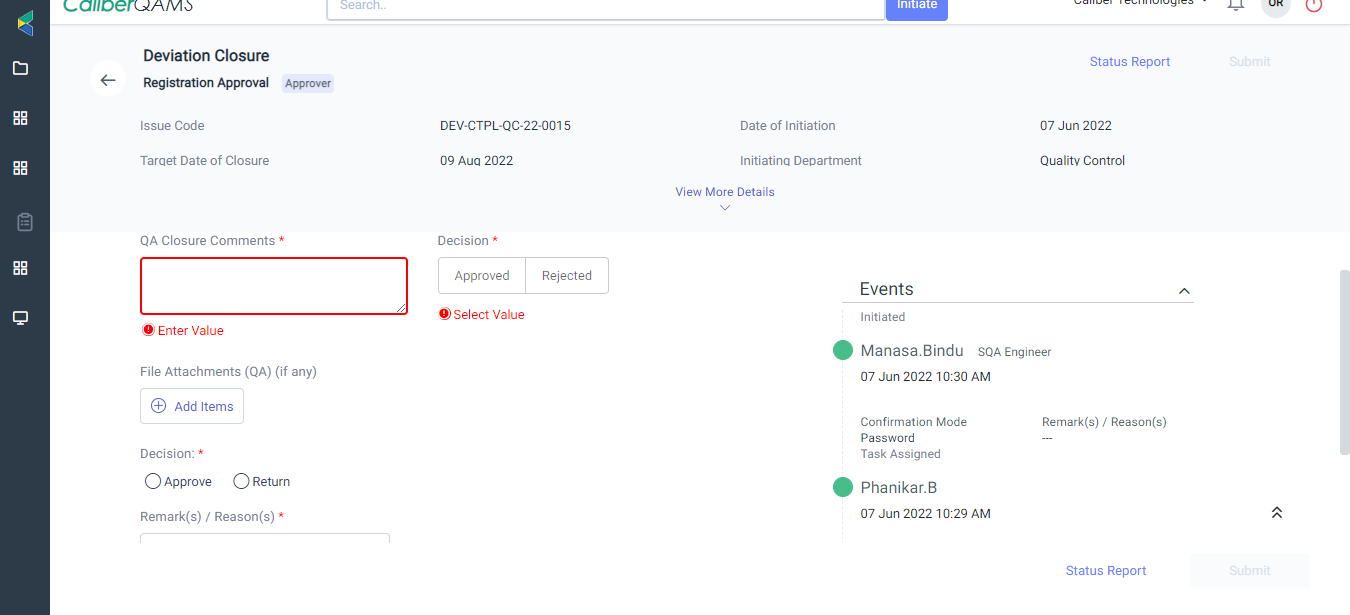 CaliberQAMS
Search..
Initiate
Caliber Technologies
OR
Deviation Closure
Registration Approval Approver
Status Report Submit
Issue Code DEV-CTPL-QC-22-0015 Date of Initiation 07 Jun 2022
Target Date of Closure 09 Aug 2022 Initiating Department Quality Control
View More Details
QA Closure Comments *
Decision *
Approved Rejected
Select Value
Enter Value
File Attachments (QA) (if any)
Add Items
Decision: *
Approve Return
Remark(s) / Reason(s) *
Events
Initiated
Manasa.Bindu SQA Engineer
07 Jun 2022 10:30 AM
Confirmation Mode Remark(s) / Reason(s)
Password ---
Task Assigned
Phanikar.B
07 Jun 2022 10:29 AM
Status Report Submit